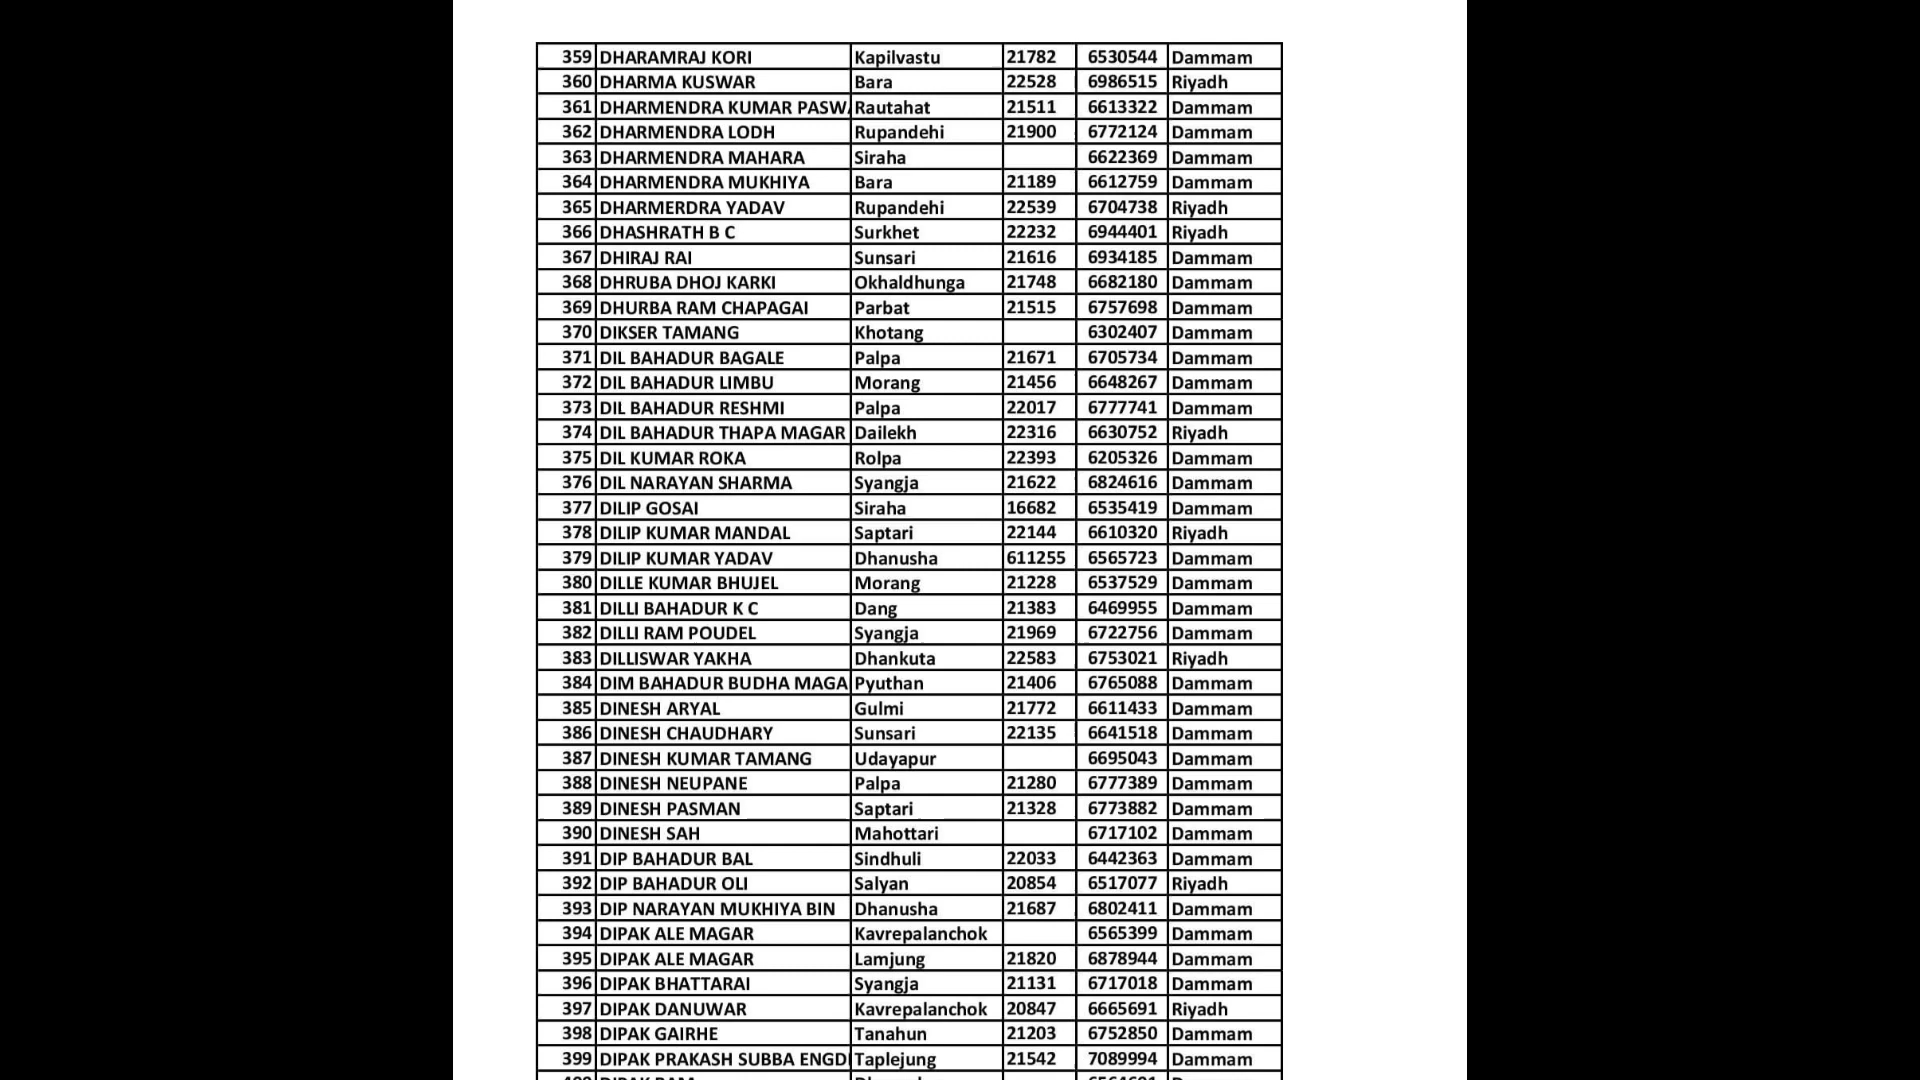 359 DHARAMRAJ KORI Kapilvastu 21782 6530544 Dammam
360 DHARMA KUSWAR Bara 22528 6986515 Riyadh
361 DHARMENDRA KUMAR PASWA Rautahat 21511 6613322 Dammam
362 DHARMENDRA LODH Rupandehi 21900 6772124 Dammam
363 DHARMENDRA MAHARA Siraha 6622369 Dammam
364 DHARMENDRA MUKHIYA Bara 21189 6612759 Dammam
365 DHARMERDRA YADAV Rupandehi 22539 6704738 Riyadh
366 DHASHRATH B C Surkhet 22232 6944401 Riyadh
367 DHIRAJ RAI Sunsari 21616 6934185 Dammam
368 DHRUBA DHOJ KARKI Okhaldhunga 21748 6682180 Dammam
369 DHURBA RAM CHAPAGAI Parbat 21515 6757698 Dammam
370 DIKSER TAMANG Khotang 6302407 Dammam
371 DIL BAHADUR BAGALE Palpa 21671 6705734 Dammam
372 DIL BAHADUR LIMBU Morang 21456 6648267 Dammam
373 DIL BAHADUR RESHMI Palpa 22017 6777741 Dammam
374 DIL BAHADUR THAPA MAGAR Dailekh 22316 6630752 Riyadh
375 DIL KUMAR ROKA Rolpa 22393 6205326 Dammam
376 DIL NARAYAN SHARMA Syangja 21622 6824616 Dammam
377 DILIP GOSAI Siraha 16682 6535419 Dammam
378 DILIP KUMAR MANDAL Saptari 22144 6610320 Riyadh
379 DILIP KUMAR YADAV Dhanusha 611255 6565723 Dammam
380 DILLE KUMAR BHUJEL Morang 21228 6537529 Dammam
381 DILLI BAHADUR K C Dang 21383 6469955 Dammam
382 DILLI RAM POUDEL Syangja 21969 6722756 Dammam
383 DILLISWAR YAKHA Dhankuta 22583 6753021 Riyadh
384 DIM BAHADUR BUDHA MAGA Pyuthan 21406 6765088 Dammam
385 DINESH ARYAL Gulmi 21772 6611433 Dammam
386 DINESH CHAUDHARY Sunsari 22135 6641518 Dammam
387 DINESH KUMAR TAMANG Udayapur 6695043 Dammam
388 DINESH NEUPANE Palpa 21280 6777389 Dammam
389 DINESH PASMAN Saptari 21328 6773882 Dammam
390 DINESH SAH Mahottari 6717102 Dammam
391 DIP BAHADUR BAL Sindhuli 22033 6442363 Dammam
392 DIP BAHADUR OLI Salyan 20854 6517077 Riyadh
393 DIP NARAYAN MUKHIYA BIN Dhanusha 21687 6802411 Dammam
394 DIPAK ALE MAGAR Kavrepalanchok 6565399 Dammam
395 DIPAK ALE MAGAR Lamjung 21820 6878944 Dammam
396 DIPAK BHATTARAI Syangja 21131 6717018 Dammam
397 DIPAK DANUWAR Kavrepalanchok 20847 6665691 Riyadh
398 DIPAK GAIRHE Tanahun 21203 6752850 Dammam
399 DIPAK PRAKASH SUBBA ENGD Taplejung 21542 7089994 Dammam